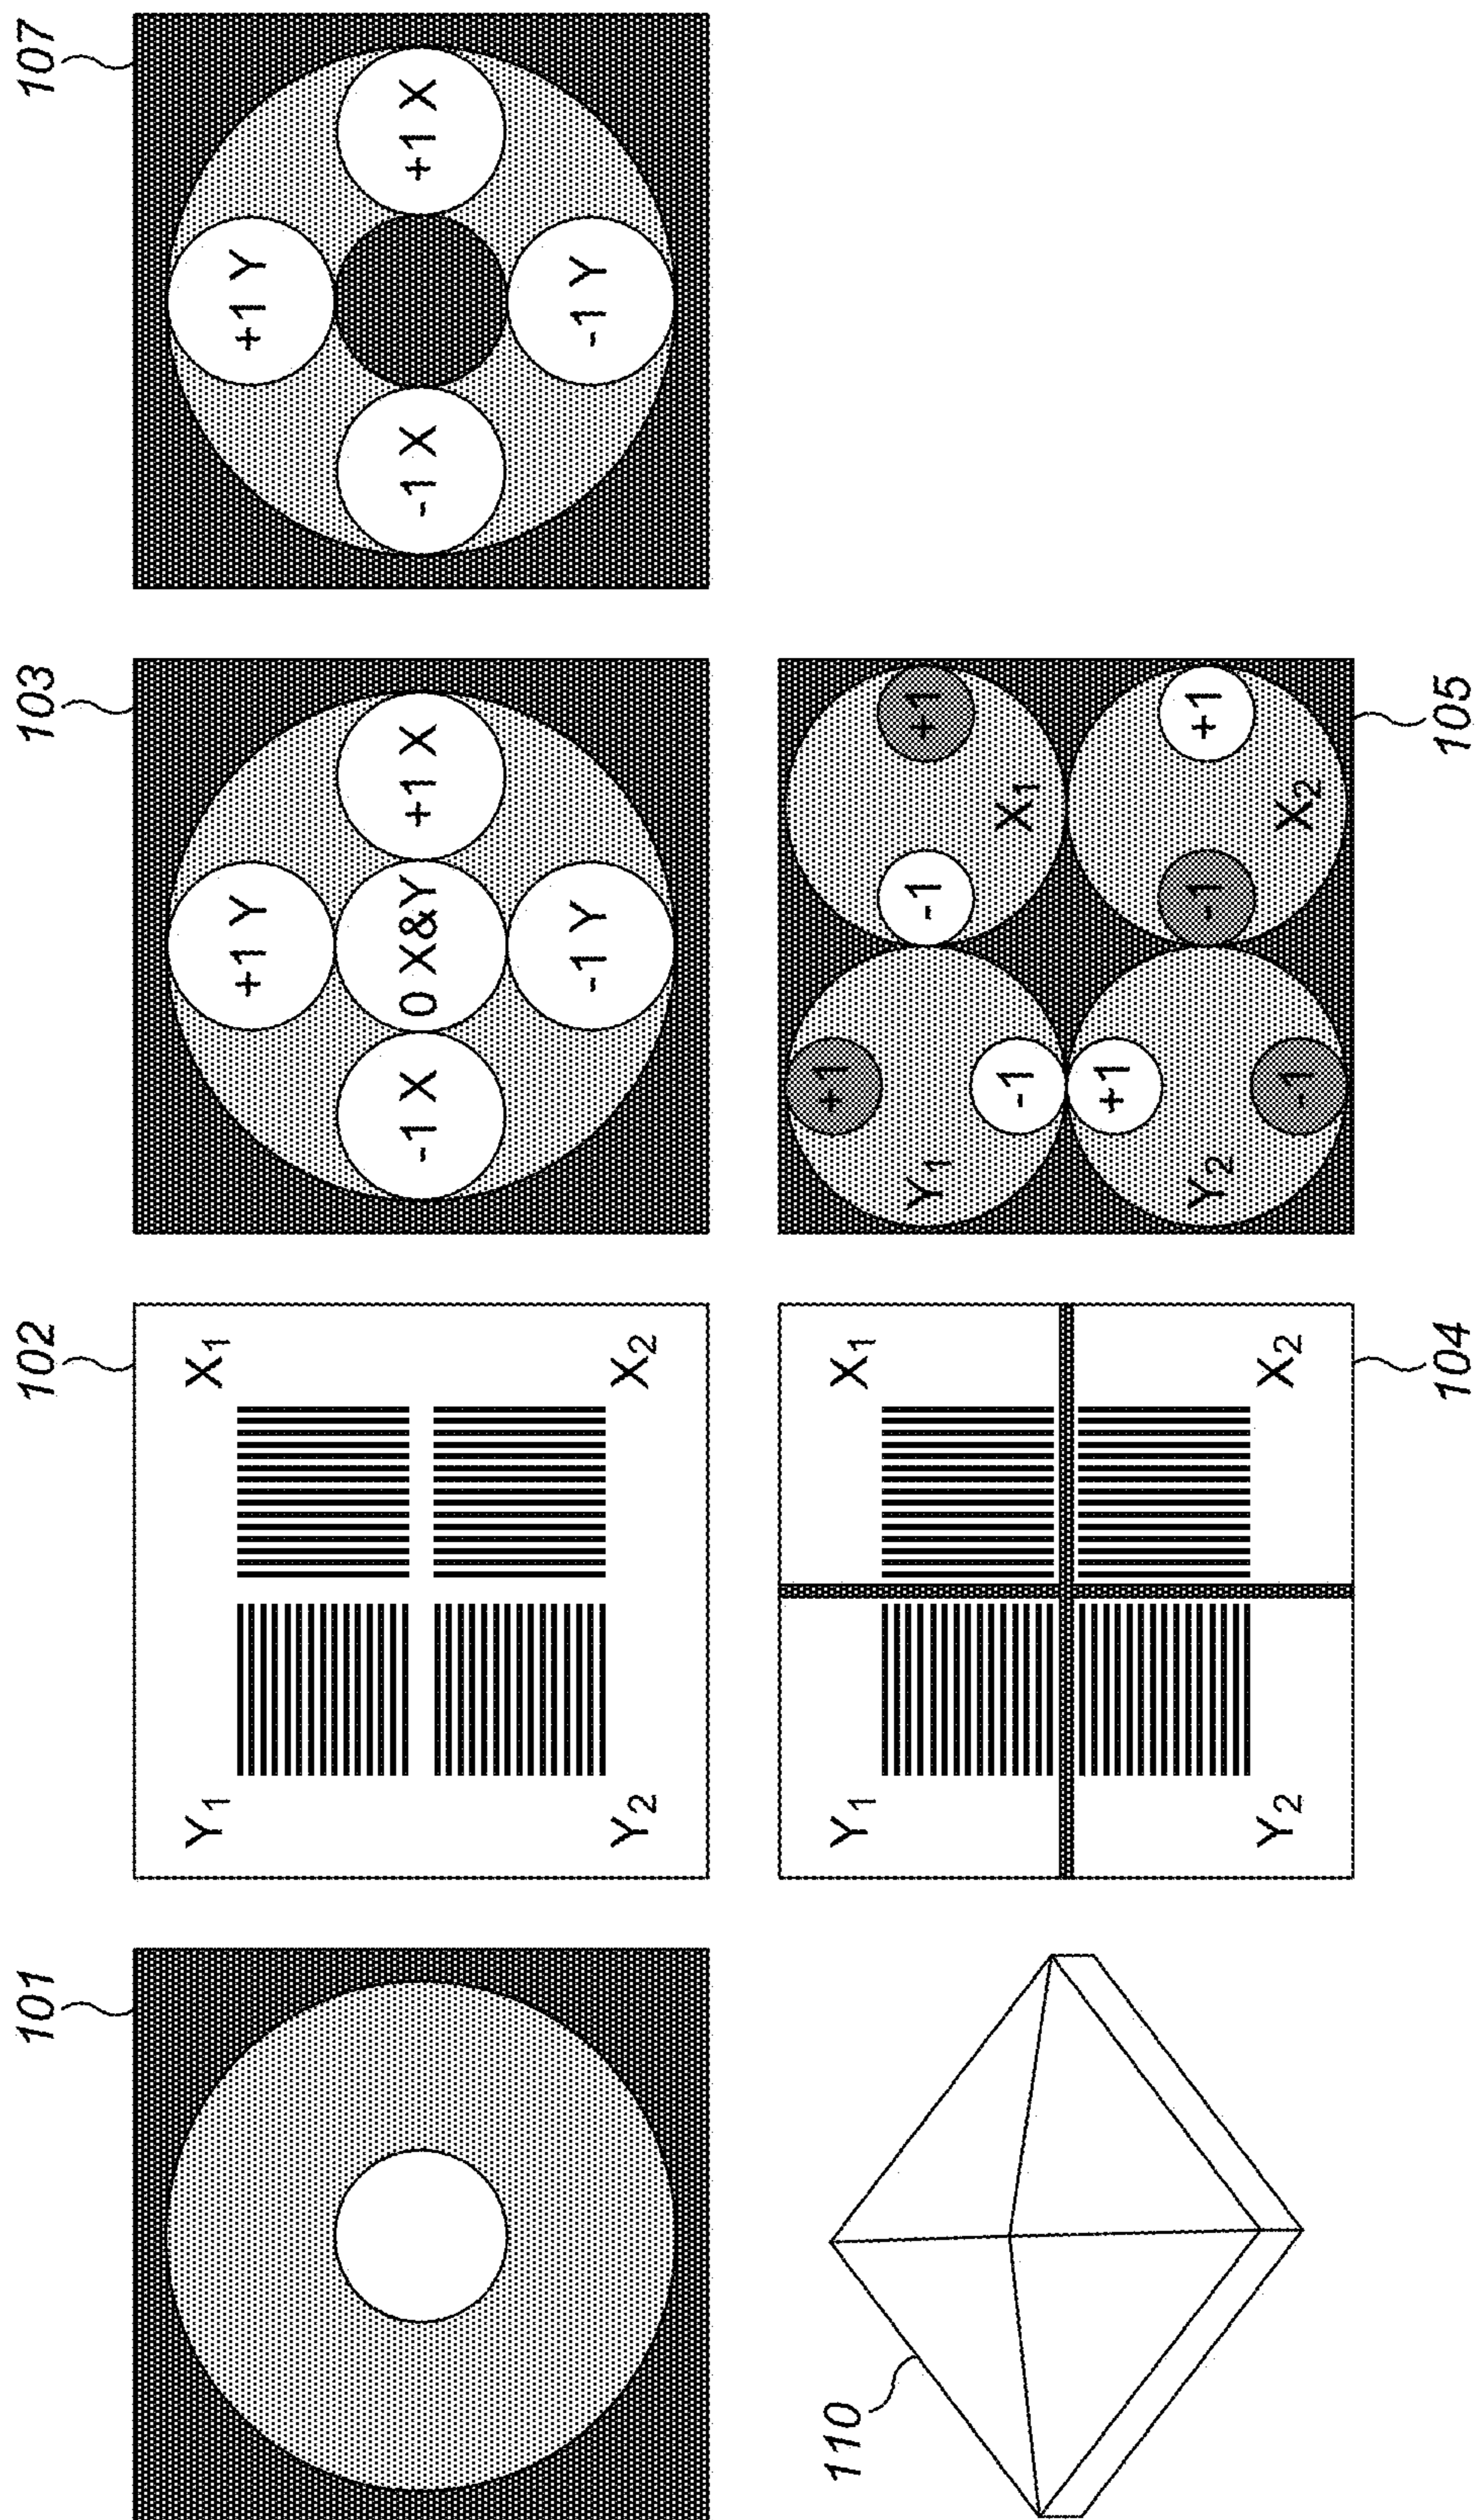 101
102
103
107
Y₁ X₁
Y₂ X₂
+1 Y
-1 X 0 X&Y +1 X
-1 Y
+1 Y
-1 X +1 X
-1 Y
110
Y₁ X₁
Y₂ X₂
104
+1
Y₁ -1 +1
-1 X₁
+1
Y₂ -1 +1
-1 X₂
105